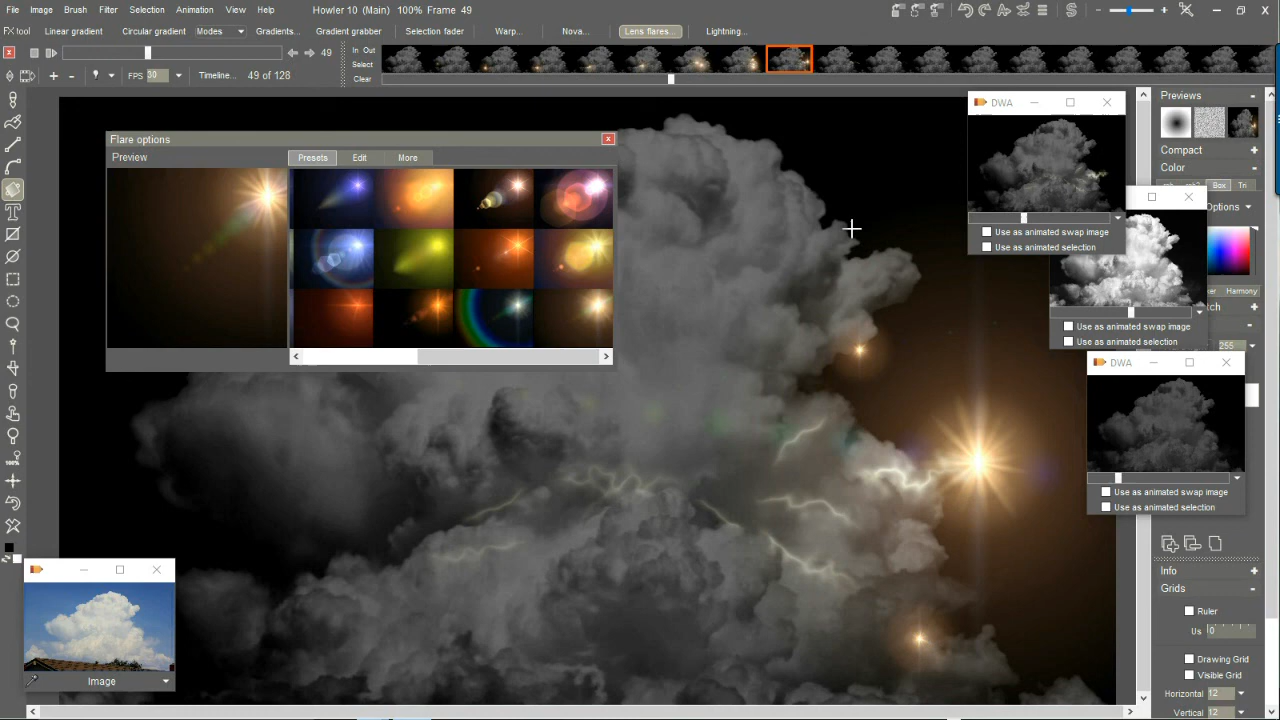 File Image Brush Filter Selection Animation View Help Howler 10 (Main) 100% Frame 49
FX tool Linear gradient Circular gradient Modes Gradients... Gradient grabber Selection fader Warp... Nova... Lens flares... Lightning...
49 In Out
Select
FPS 30 Timeline... 49 of 128 Clear
Previews
DWA
Flare options
Compact
Preview Presets Edit More
Color
Box Tri
Options
Use as animated swap image
Use as animated selection
Harmony
Use as animated swap image
Use as animated selection
255
DWA
100%
Use as animated swap image
Use as animated selection
Info
Grids
Ruler
Us 0
Drawing Grid
Visible Grid
Image
Horizontal 12
Vertical 12